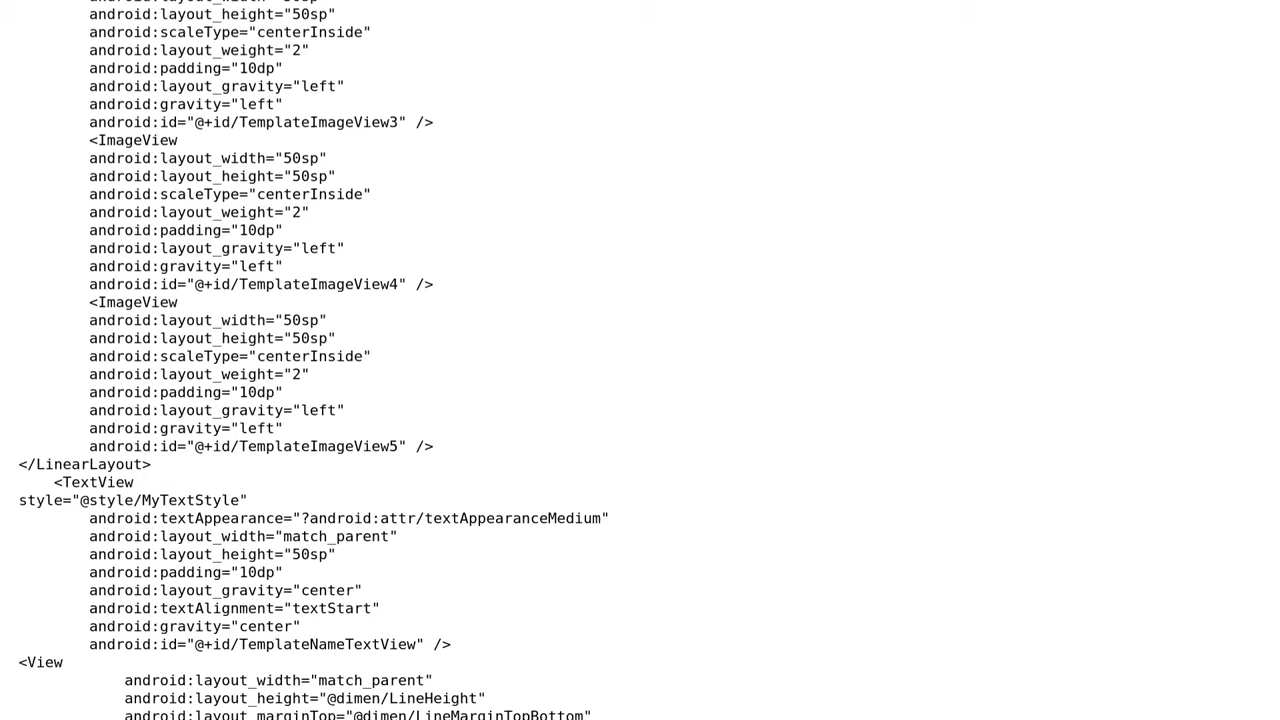 android:layout_width="50sp"
android:layout_height="50sp"
android:scaleType="centerInside"
android:layout_weight="2"
android:padding="10dp"
android:layout_gravity="left"
android:gravity="left"
android:id="@+id/TemplateImageView3" />
<ImageView
android:layout_width="50sp"
android:layout_height="50sp"
android:scaleType="centerInside"
android:layout_weight="2"
android:padding="10dp"
android:layout_gravity="left"
android:gravity="left"
android:id="@+id/TemplateImageView4" />
<ImageView
android:layout_width="50sp"
android:layout_height="50sp"
android:scaleType="centerInside"
android:layout_weight="2"
android:padding="10dp"
android:layout_gravity="left"
android:gravity="left"
android:id="@+id/TemplateImageView5" />
</LinearLayout>
<TextView
style="@style/MyTextStyle"
android:textAppearance="?android:attr/textAppearanceMedium"
android:layout_width="match_parent"
android:layout_height="50sp"
android:padding="10dp"
android:layout_gravity="center"
android:textAlignment="textStart"
android:gravity="center"
android:id="@+id/TemplateNameTextView" />
<View
android:layout_width="match_parent"
android:layout_height="@dimen/LineHeight"
android:layout_marginTop="@dimen/LineMarginTopBottom"